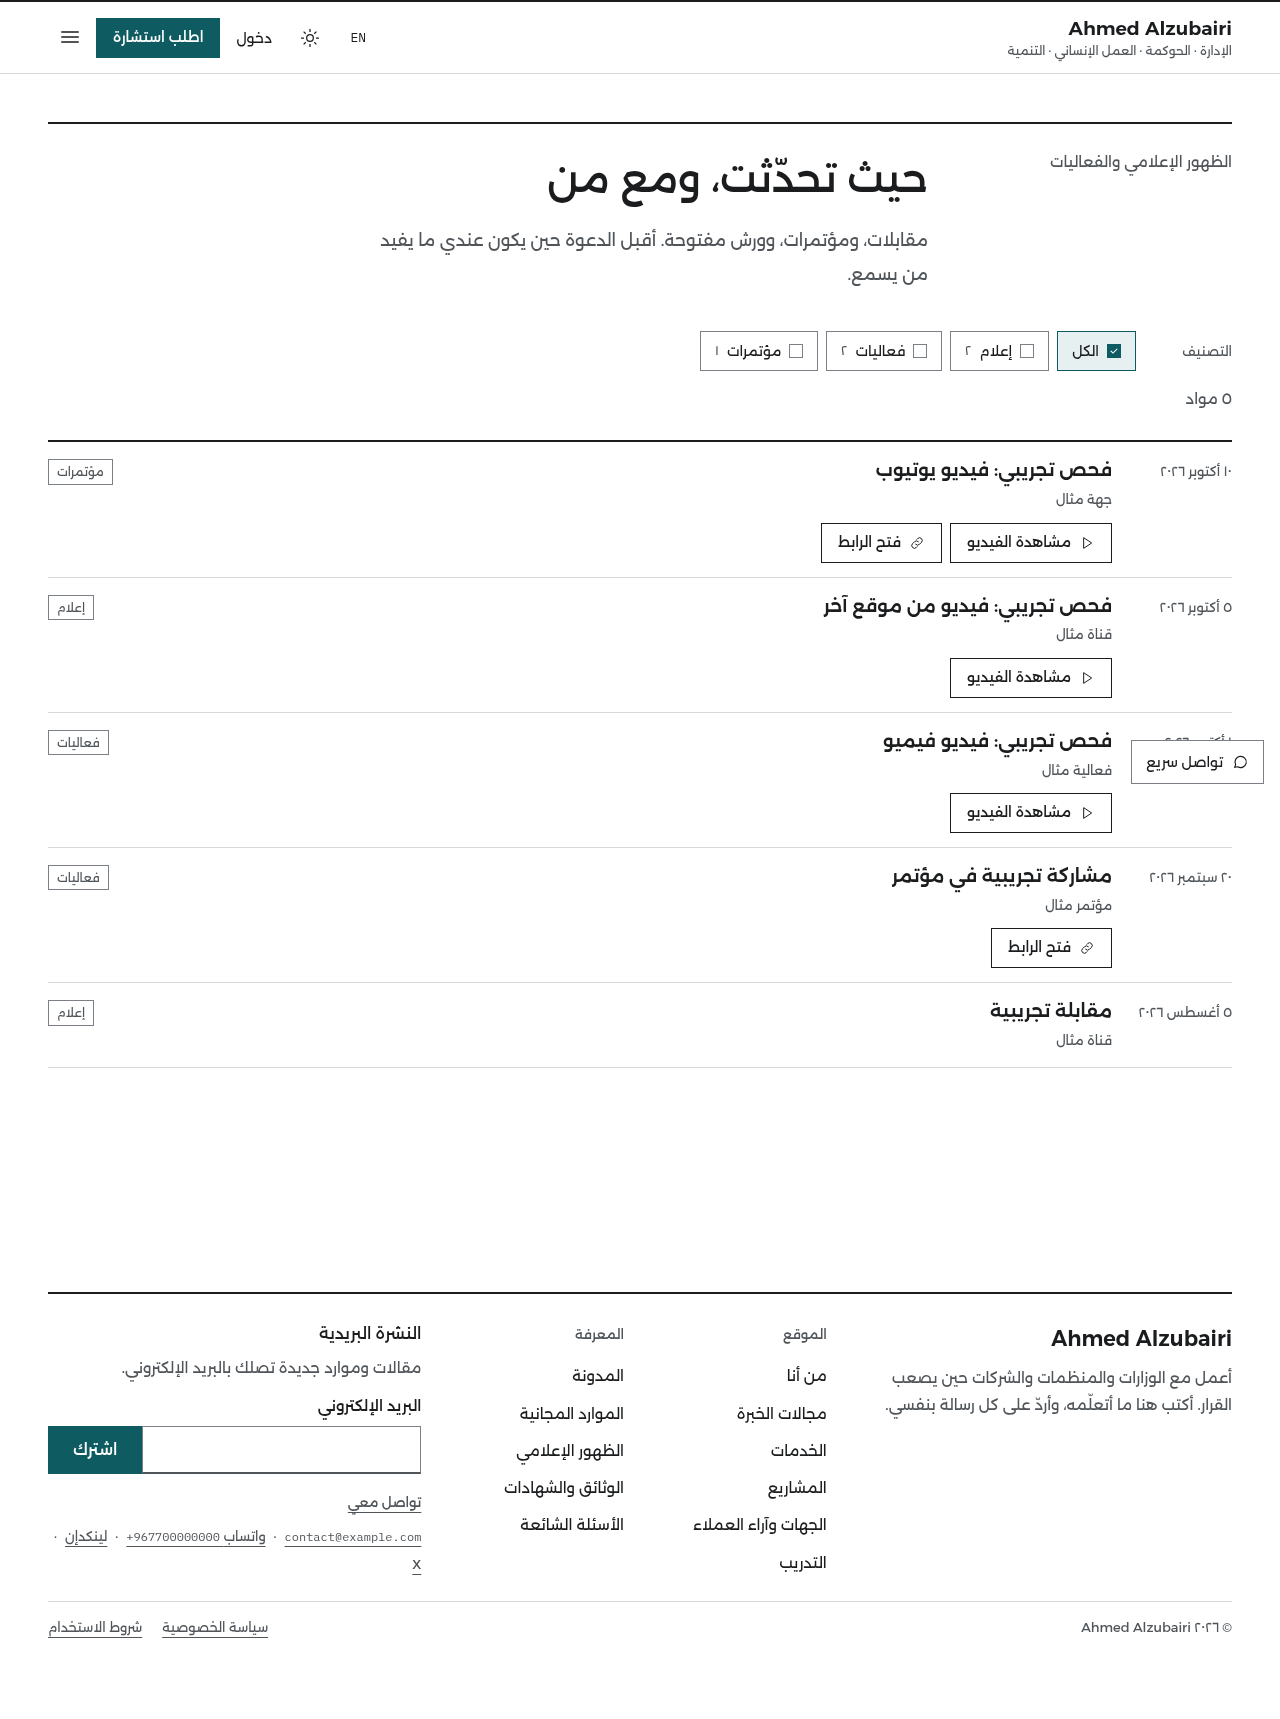 Ahmed Alzubairi
الإدارة · الحوكمة · العمل الإنساني · التنمية
EN
دخول
اطلب استشارة
الظهور الإعلامي والفعاليات
حيث تحدّثت، ومع من
مقابلات، ومؤتمرات، وورش مفتوحة. أقبل الدعوة حين يكون عندي ما يفيد
من يسمع.
التصنيف
الكل
إعلام ٢
فعاليات ٢
مؤتمرات ١
٥ مواد
١٠ أكتوبر ٢٠٢٦
فحص تجريبي: فيديو يوتيوب
مؤتمرات
جهة مثال
مشاهدة الفيديو
فتح الرابط
٥ أكتوبر ٢٠٢٦
فحص تجريبي: فيديو من موقع آخر
إعلام
قناة مثال
مشاهدة الفيديو
فحص تجريبي: فيديو فيميو
فعاليات
تواصل سريع
فعالية مثال
مشاهدة الفيديو
٢٠ سبتمبر ٢٠٢٦
مشاركة تجريبية في مؤتمر
فعاليات
مؤتمر مثال
فتح الرابط
٥ أغسطس ٢٠٢٦
مقابلة تجريبية
إعلام
قناة مثال
Ahmed Alzubairi
أعمل مع الوزارات والمنظمات والشركات حين يصعب
القرار. أكتب هنا ما أتعلّمه، وأردّ على كل رسالة بنفسي.
الموقع
من أنا
مجالات الخبرة
الخدمات
المشاريع
الجهات وآراء العملاء
التدريب
المعرفة
المدونة
الموارد المجانية
الظهور الإعلامي
الوثائق والشهادات
الأسئلة الشائعة
النشرة البريدية
مقالات وموارد جديدة تصلك بالبريد الإلكتروني.
البريد الإلكتروني
اشترك
تواصل معي
contact@example.com · واتساب +967700000000 · لينكدإن ·
X
© ٢٠٢٦ Ahmed Alzubairi
سياسة الخصوصية
شروط الاستخدام